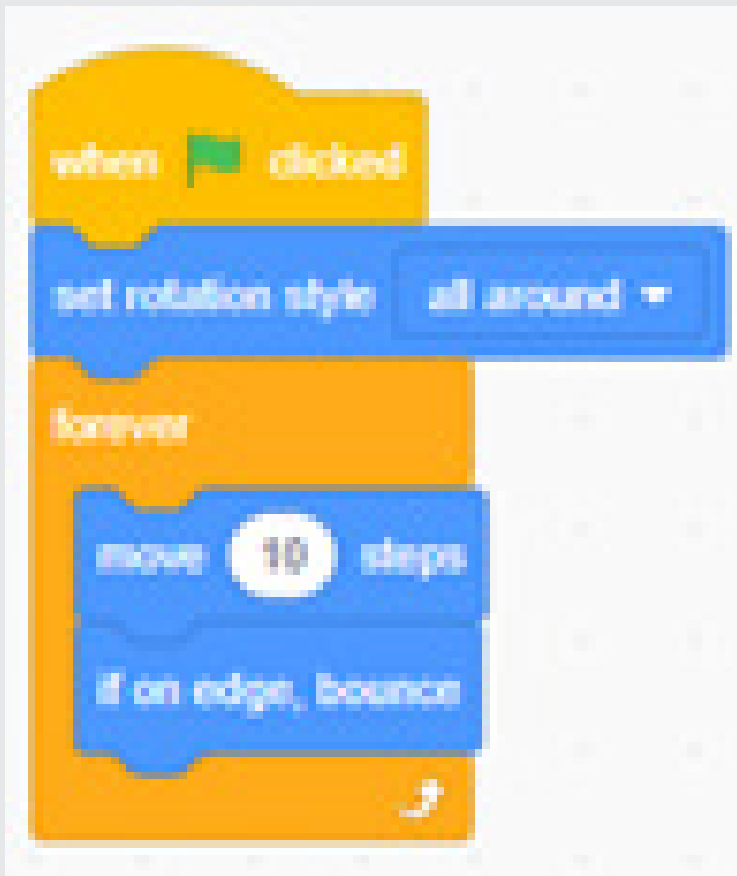 when clicked
set rotation style all around
forever
move 10 steps
if on edge, bounce